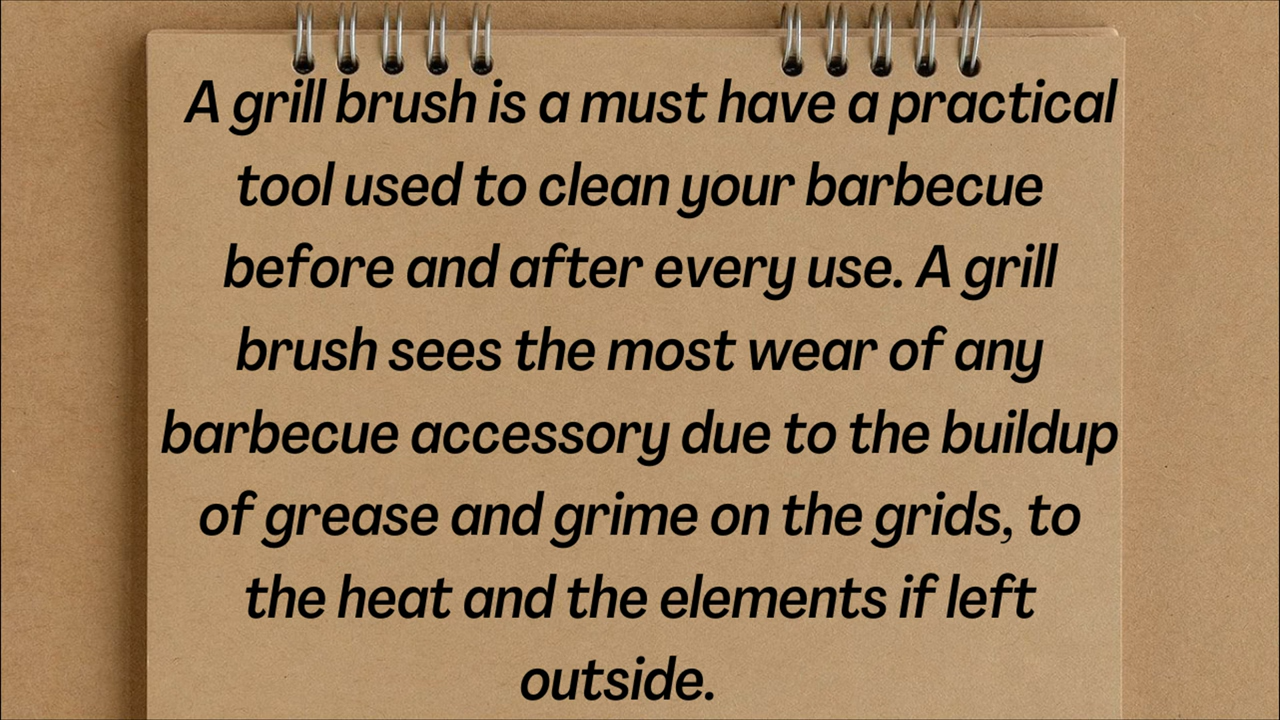 A grill brush is a must have a practical
tool used to clean your barbecue
before and after every use. A grill
brush sees the most wear of any
barbecue accessory due to the buildup
of grease and grime on the grids, to
the heat and the elements if left
outside.